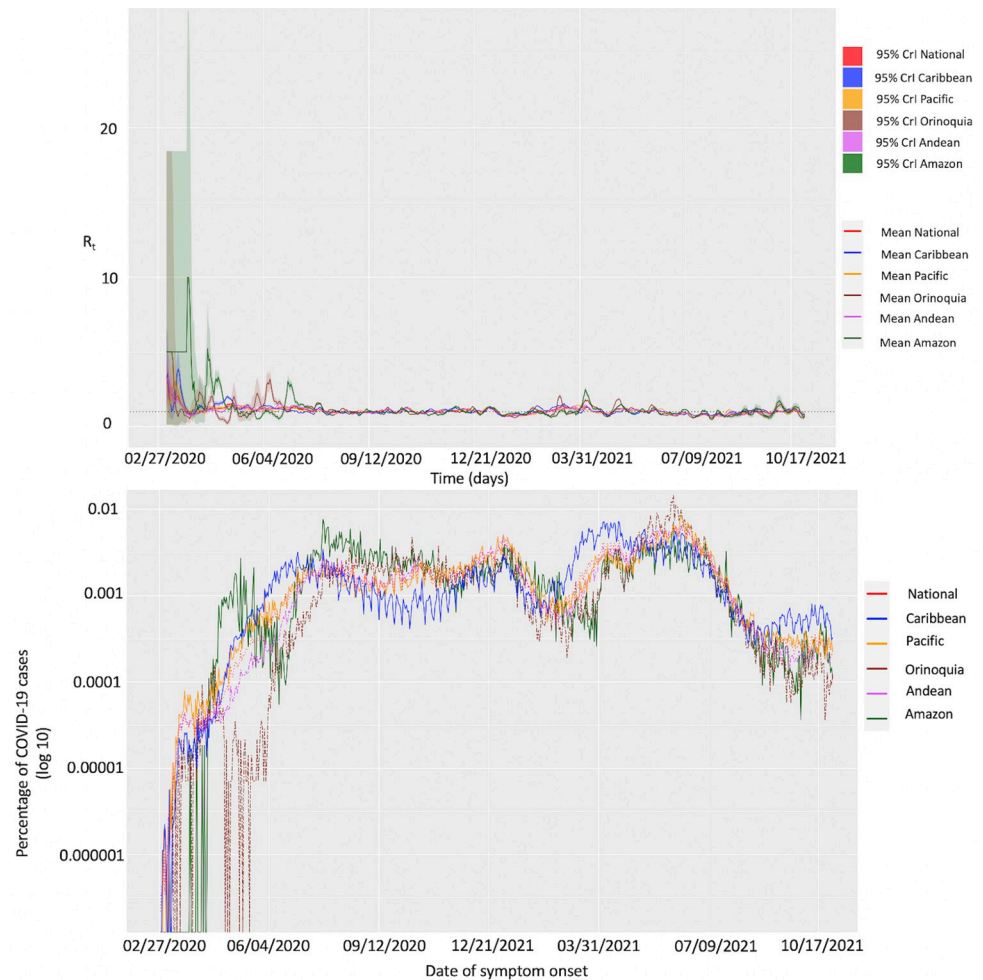 20
10
0
R_t
02/27/2020 06/04/2020 09/12/2020 12/21/2020 03/31/2021 07/09/2021 10/17/2021
Time (days)
95% CrI National
95% CrI Caribbean
95% CrI Pacific
95% CrI Orinoquia
95% CrI Andean
95% CrI Amazon
Mean National
Mean Caribbean
Mean Pacific
Mean Orinoquia
Mean Andean
Mean Amazon
0.01
0.001
0.0001
0.00001
0.000001
Percentage of COVID-19 cases
(log 10)
02/27/2020 06/04/2020 09/12/2020 12/21/2021 03/31/2021 07/09/2021 10/17/2021
Date of symptom onset
National
Caribbean
Pacific
Orinoquia
Andean
Amazon